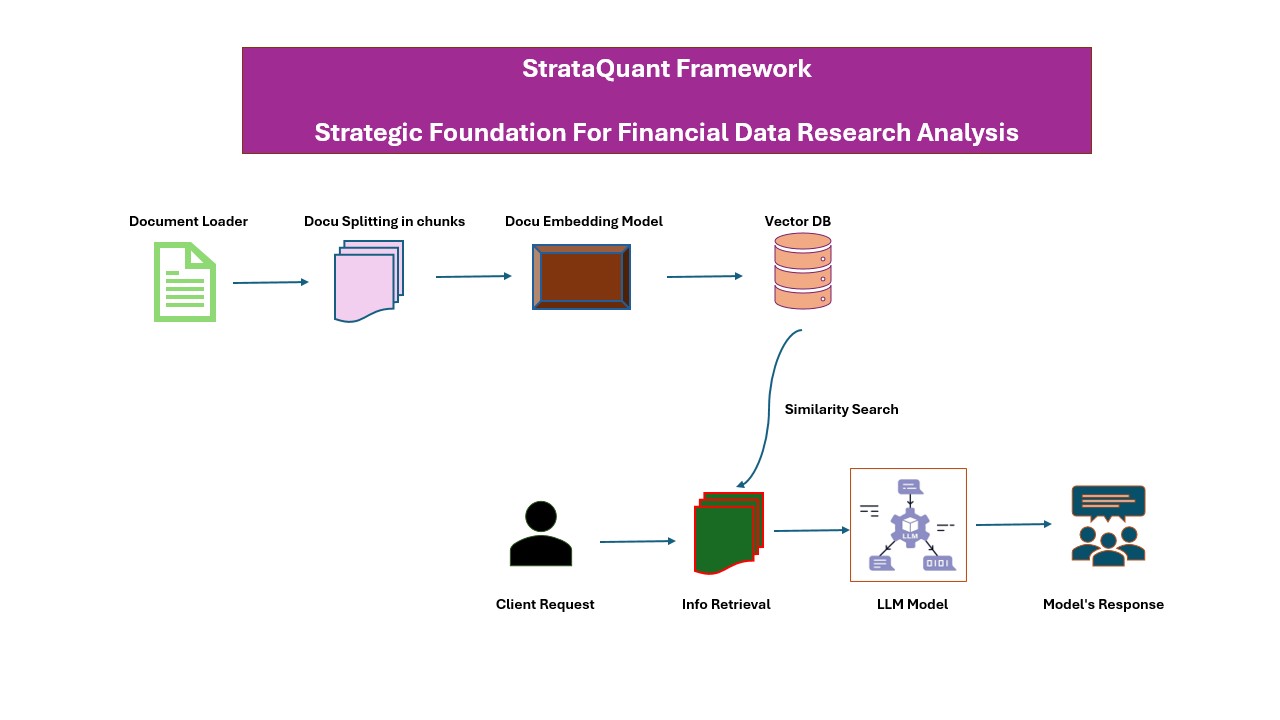 StrataQuant Framework
Strategic Foundation For Financial Data Research Analysis
Document Loader
Docu Splitting in chunks
Docu Embedding Model
Vector DB
Similarity Search
LLM
Client Request
Info Retrieval
LLM Model
Model's Response